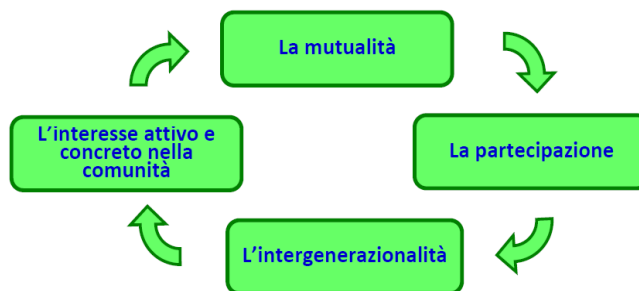 La mutualità
La partecipazione
L’intergenerazionalità
L’interesse attivo e
concreto nella
comunità